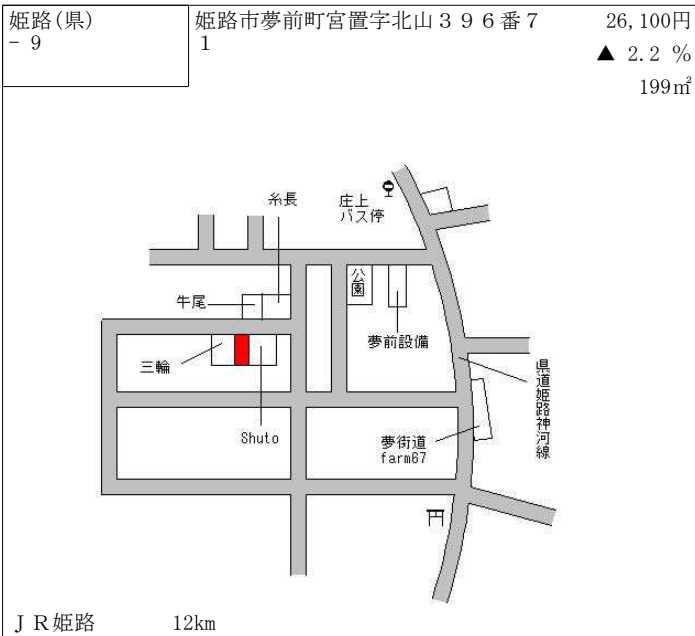 姫路(県)
- 9
姫路市夢前町宮置字北山３９６番７
1
26,100円
▲ 2.2 %
199㎡
糸長
庄上
バス停
公園
牛尾
夢前設備
三輪
県道姫路神河線
Shuto
夢街道
farm67
ＪＲ姫路 12km